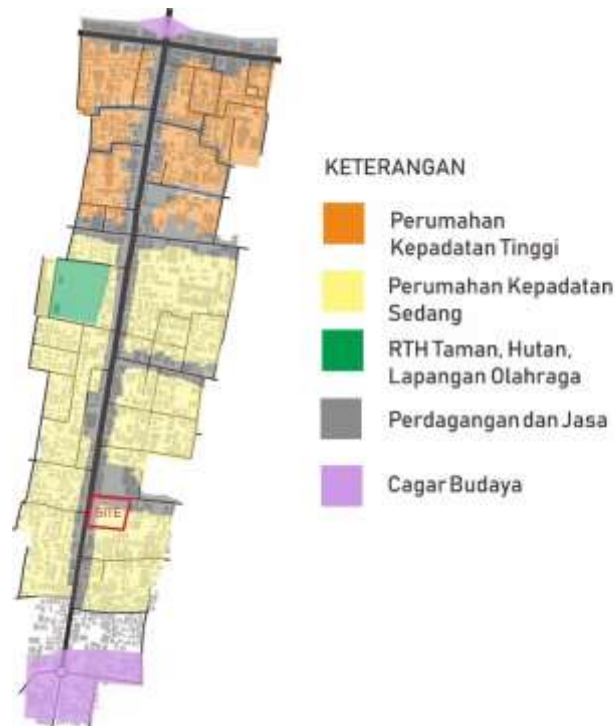 KETERANGAN
Perumahan
Kepadatan Tinggi
Perumahan Kepadatan
Sedang
RTH Taman, Hutan,
Lapangan Olahraga
Perdagangan dan Jasa
Cagar Budaya
SITE